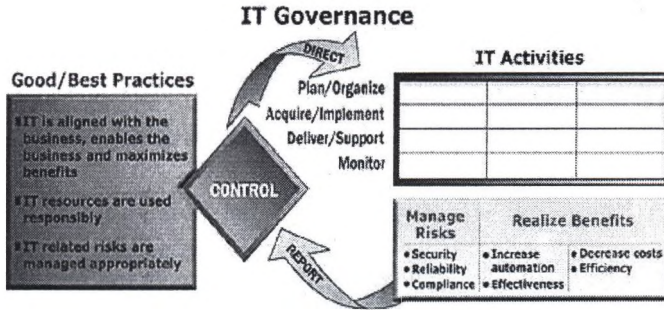 IT Governance
DIRECT
Good/Best Practices
IT is aligned with the
business, enables the
business and maximizes
benefits
IT resources are used
responsibly
IT related risks are
managed appropriately
CONTROL
Plan/Organize
Acquire/Implement
Deliver/Support
Monitor
IT Activities
REPORT
Manage
Risks
• Security
• Reliability
• Compliance
Realize Benefits
• Increase
automation
• Effectiveness
• Decrease costs
• Efficiency